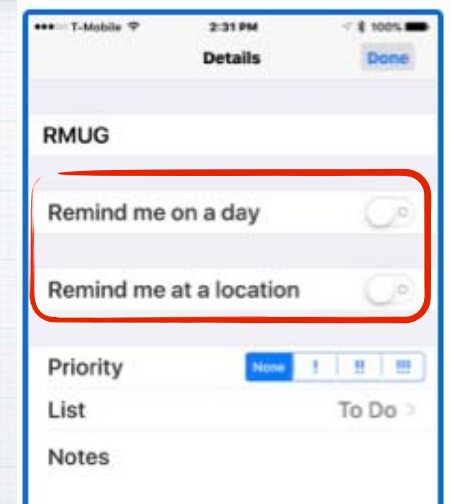 T-Mobile 2:31 PM 100%
Details Done
RMUG
Remind me on a day
Remind me at a location
Priority None ! !! !!!
List To Do >
Notes